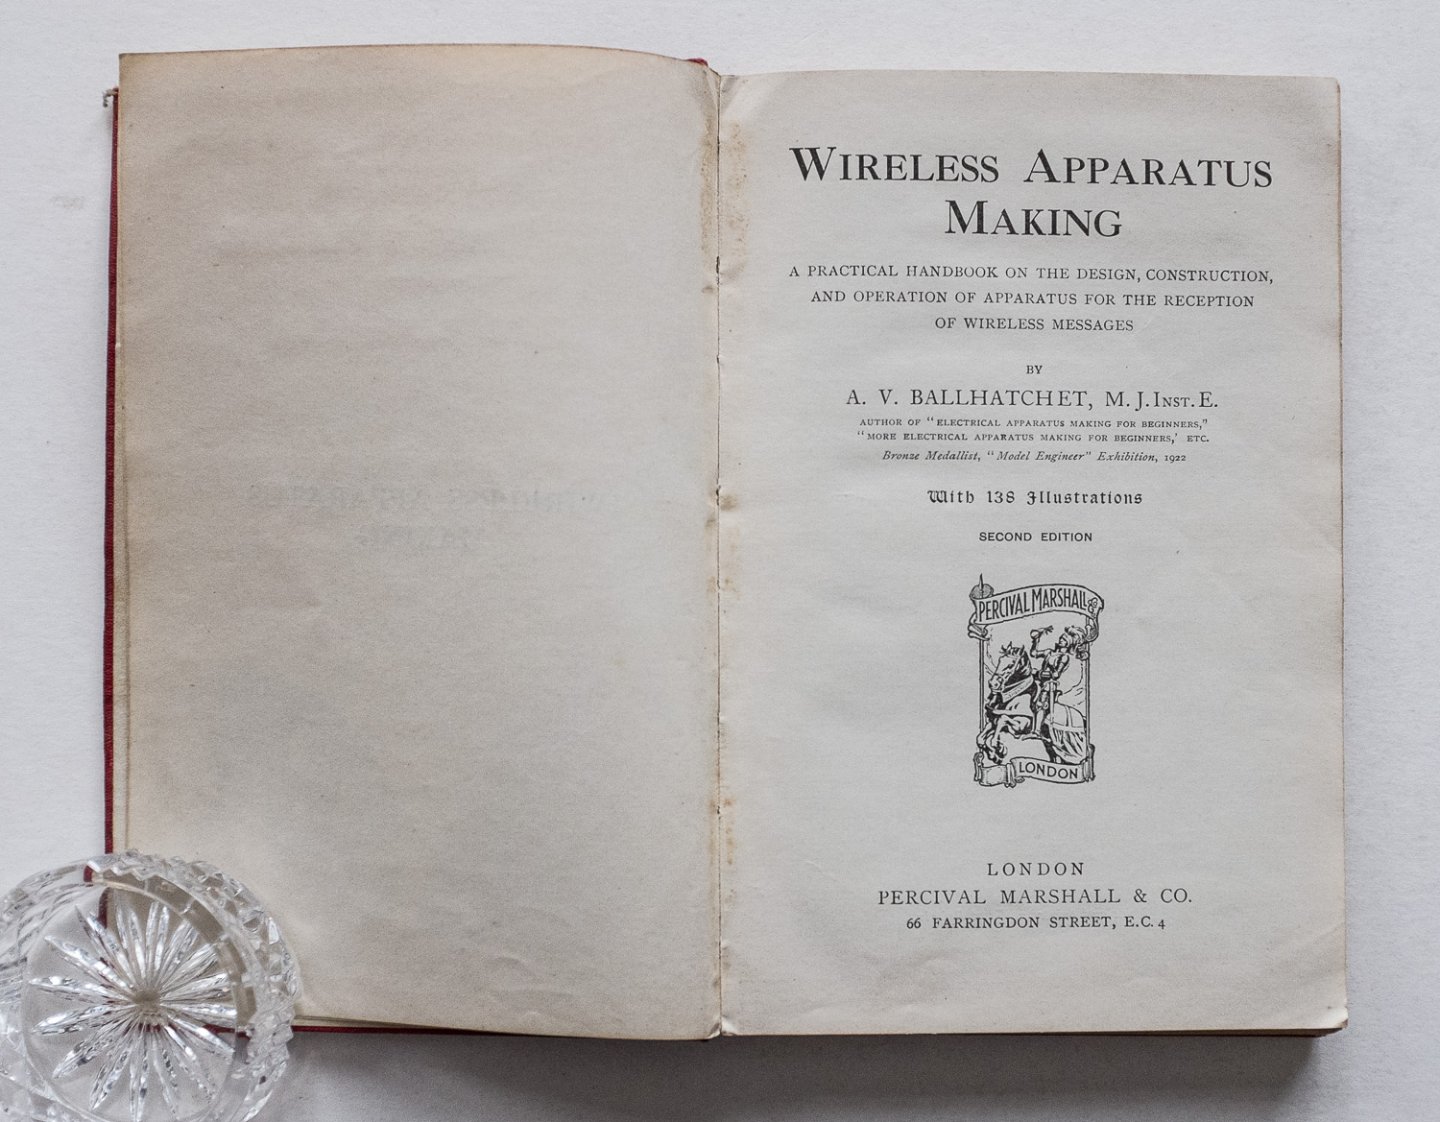 WIRELESS APPARATUS
MAKING
A PRACTICAL HANDBOOK ON THE DESIGN, CONSTRUCTION,
AND OPERATION OF APPARATUS FOR THE RECEPTION
OF WIRELESS MESSAGES
BY
A. V. BALLHATCHET, M.J.INST.E.
AUTHOR OF "ELECTRICAL APPARATUS MAKING FOR BEGINNERS,"
"MORE ELECTRICAL APPARATUS MAKING FOR BEGINNERS,' ETC.
Bronze Medallist, "Model Engineer" Exhibition, 1922
With 138 Illustrations
SECOND EDITION
PERCIVAL MARSHALL
LONDON
LONDON
PERCIVAL MARSHALL & CO.
66 FARRINGDON STREET, E.C. 4